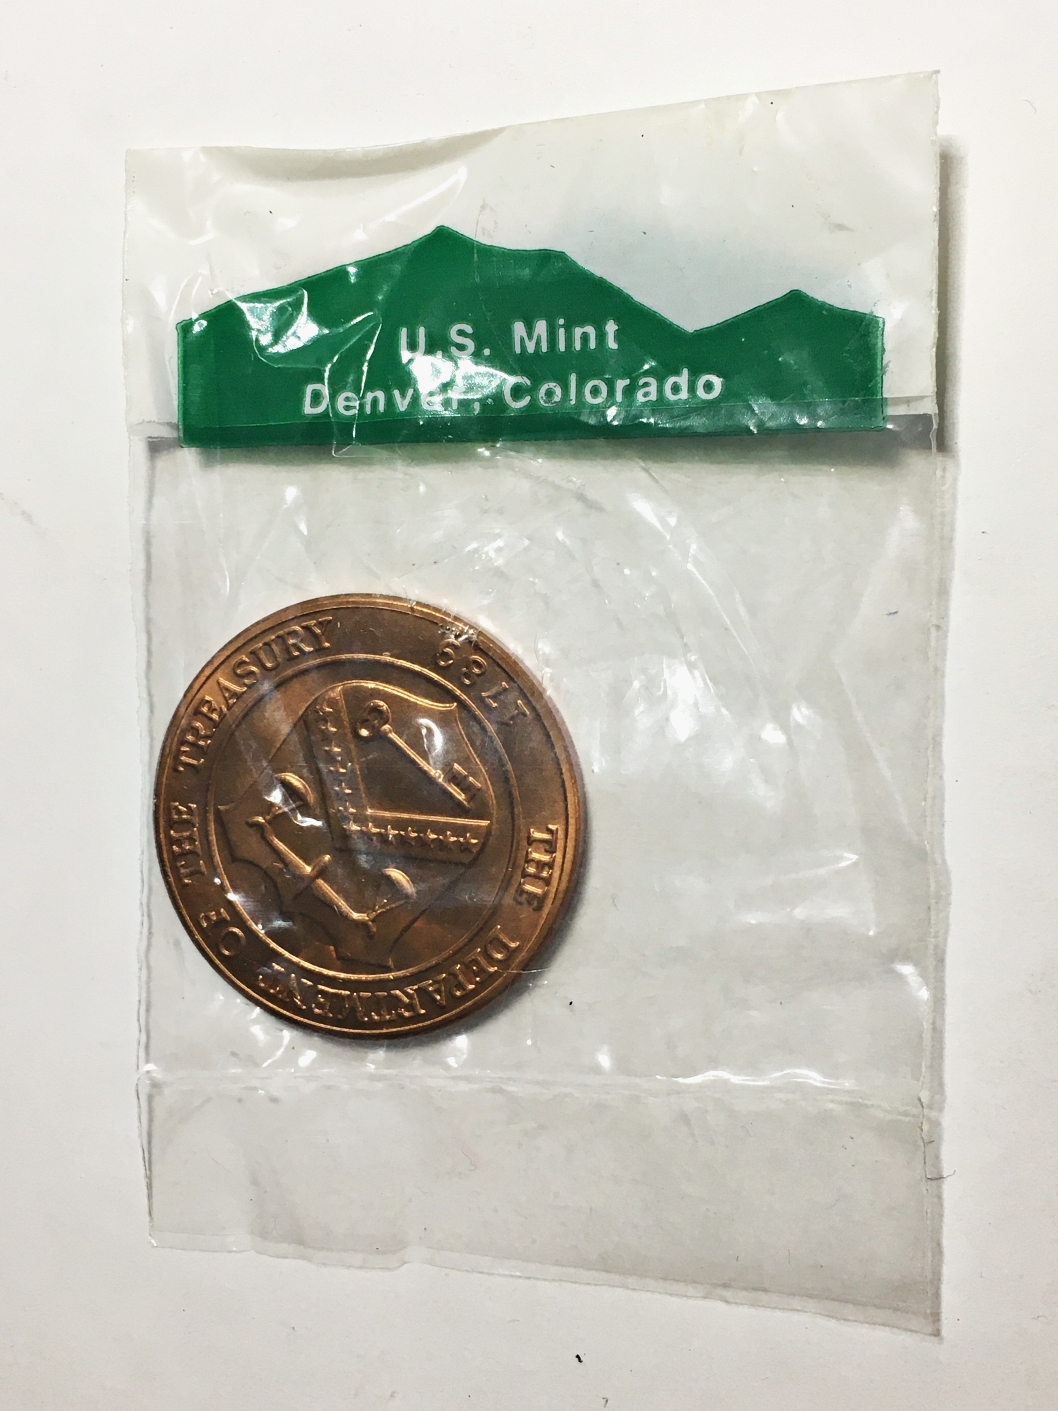 U.S. Mint
Denver, Colorado
THE DEPARTMENT OF THE TREASURY
1789